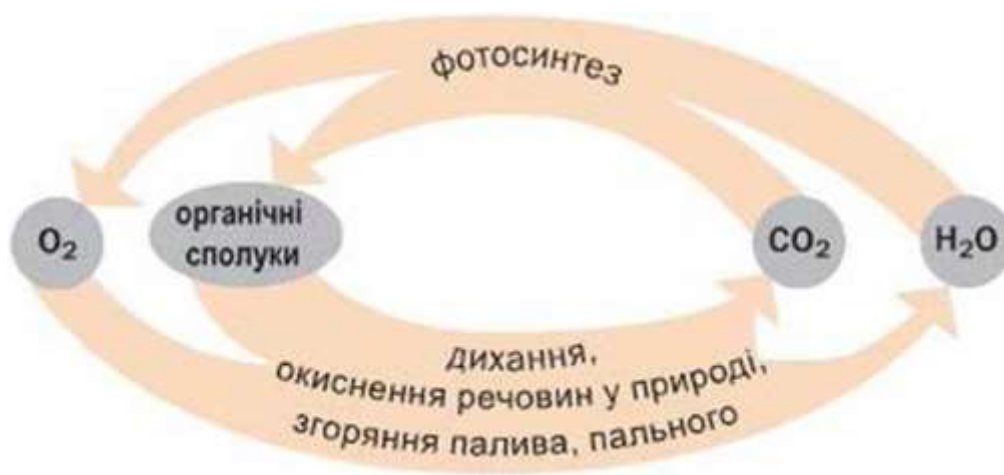 фотосинтез
O₂
органічні
сполуки
CO₂
H₂O
дихання,
окиснення речовин у природі,
згоряння палива, пального